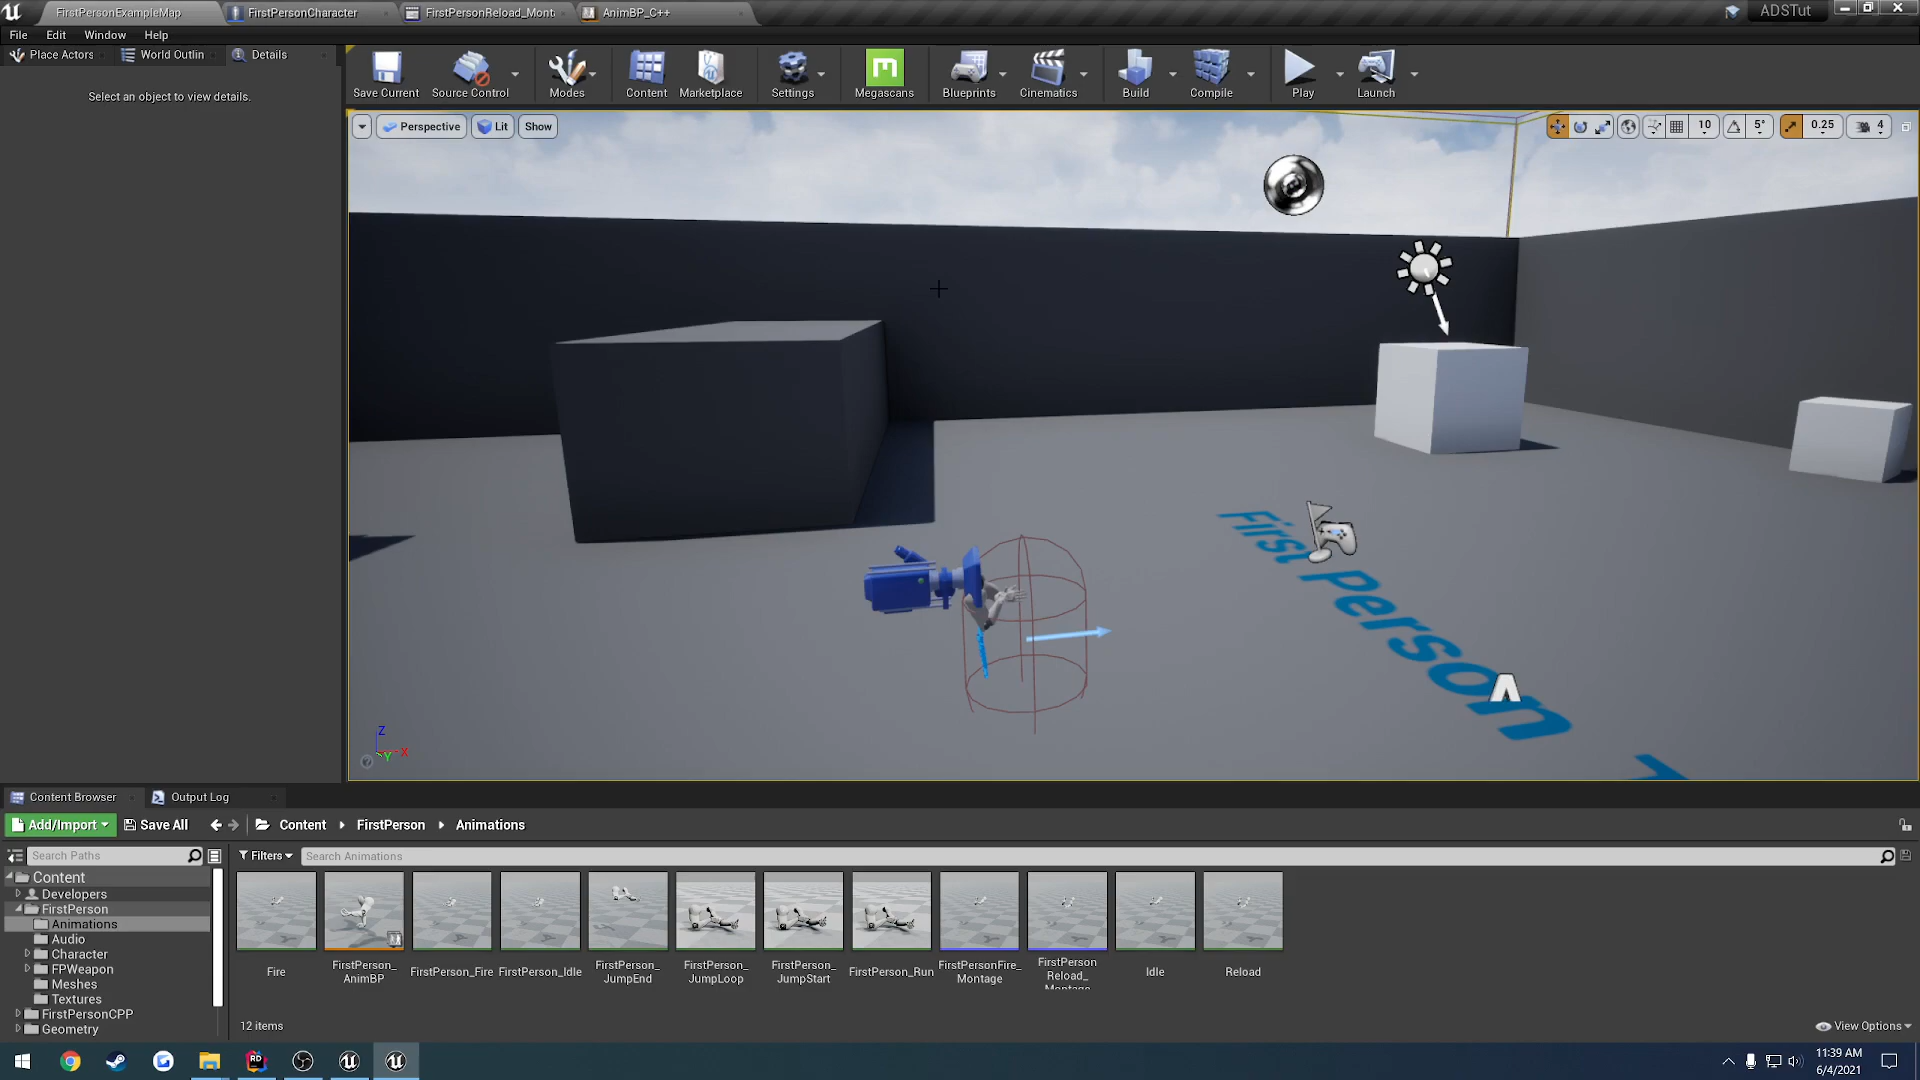 FirstPersonExampleMap
FirstPersonCharacter
FirstPersonReload_Mont
AnimBP_C++
ADSTut
File Edit Window Help
Place Actors
World Outlin
Details
Select an object to view details.
Save Current
Source Control
Modes
Content
Marketplace
Settings
Megascans
Blueprints
Cinematics
Build
Compile
Play
Launch
Perspective
Lit
Show
10
5°
0.25
4
First Person
Z
X
Y
Content Browser
Output Log
Add/Import
Save All
Content
FirstPerson
Animations
Search Paths
Filters
Search Animations
Content
Developers
FirstPerson
Animations
Audio
Character
FPWeapon
Meshes
Textures
FirstPersonCPP
Geometry
Fire
FirstPerson_
AnimBP
FirstPerson_Fire
FirstPerson_Idle
FirstPerson_
JumpEnd
FirstPerson_
JumpLoop
FirstPerson_
JumpStart
FirstPerson_Run
FirstPersonFire_
Montage
FirstPerson
Reload_
Montage
Idle
Reload
12 items
View Options
11:39 AM
6/4/2021